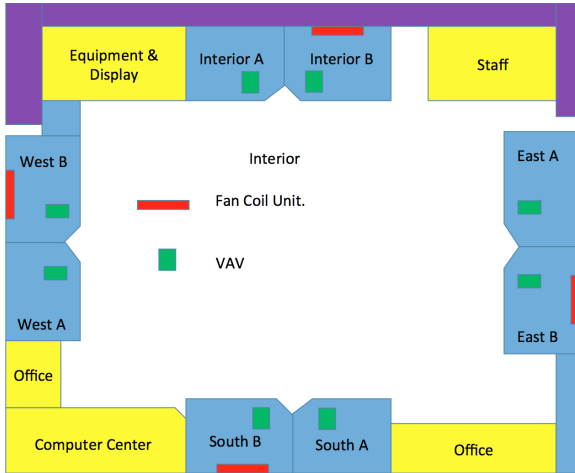 Equipment &
Display
Interior A
Interior B
Staff
West B
Interior
East A
Fan Coil Unit.
VAV
West A
East B
Office
Computer Center
South B
South A
Office